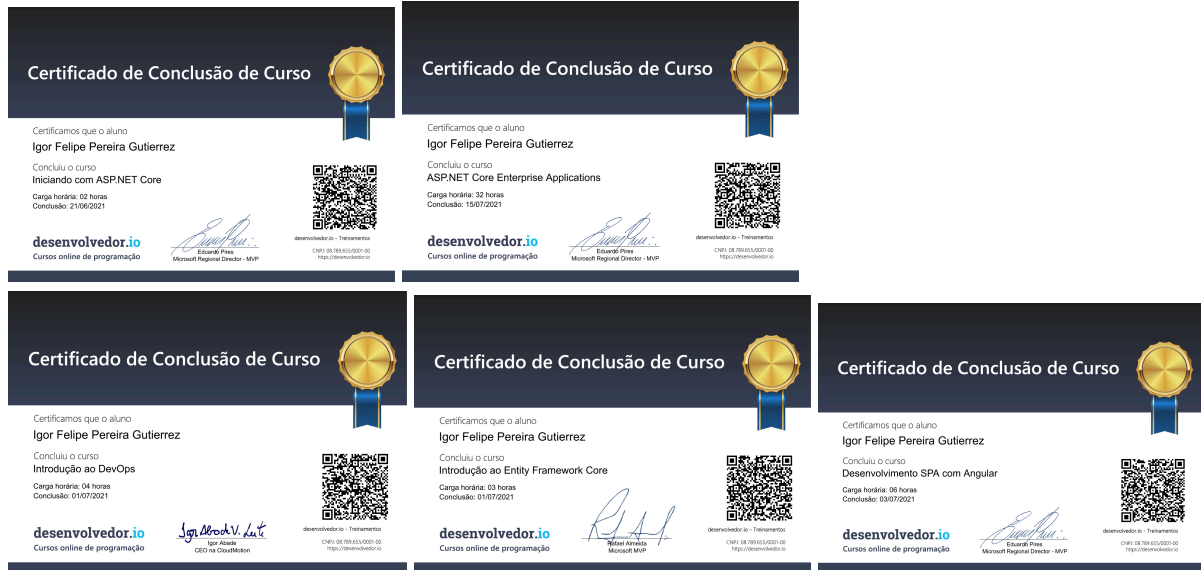 Certificado de Conclusão de Curso
Certificamos que o aluno
Igor Felipe Pereira Gutierrez
Concluiu o curso
Iniciando com ASP.NET Core
Carga horária: 02 horas
Conclusão: 21/06/2021
desenvolvedor.io
Cursos online de programação
Eduardo Pires
Microsoft Regional Director - MVP
desenvolvedor.io - Treinamentos
CNPJ: 08.789.655/0001-00
https://desenvolvedor.io
Certificado de Conclusão de Curso
Certificamos que o aluno
Igor Felipe Pereira Gutierrez
Concluiu o curso
ASP.NET Core Enterprise Applications
Carga horária: 32 horas
Conclusão: 15/07/2021
desenvolvedor.io
Cursos online de programação
Eduardo Pires
Microsoft Regional Director - MVP
desenvolvedor.io - Treinamentos
CNPJ: 08.789.655/0001-00
https://desenvolvedor.io
Certificado de Conclusão de Curso
Certificamos que o aluno
Igor Felipe Pereira Gutierrez
Concluiu o curso
Introdução ao DevOps
Carga horária: 04 horas
Conclusão: 01/07/2021
desenvolvedor.io
Cursos online de programação
Igor Abade
CEO na CloudMotion
desenvolvedor.io - Treinamentos
CNPJ: 08.789.655/0001-00
https://desenvolvedor.io
Certificado de Conclusão de Curso
Certificamos que o aluno
Igor Felipe Pereira Gutierrez
Concluiu o curso
Introdução ao Entity Framework Core
Carga horária: 03 horas
Conclusão: 01/07/2021
desenvolvedor.io
Cursos online de programação
Rafael Almeida
Microsoft MVP
desenvolvedor.io - Treinamentos
CNPJ: 08.789.655/0001-00
https://desenvolvedor.io
Certificado de Conclusão de Curso
Certificamos que o aluno
Igor Felipe Pereira Gutierrez
Concluiu o curso
Desenvolvimento SPA com Angular
Carga horária: 06 horas
Conclusão: 03/07/2021
desenvolvedor.io
Cursos online de programação
Eduardo Pires
Microsoft Regional Director - MVP
desenvolvedor.io - Treinamentos
CNPJ: 08.789.655/0001-00
https://desenvolvedor.io